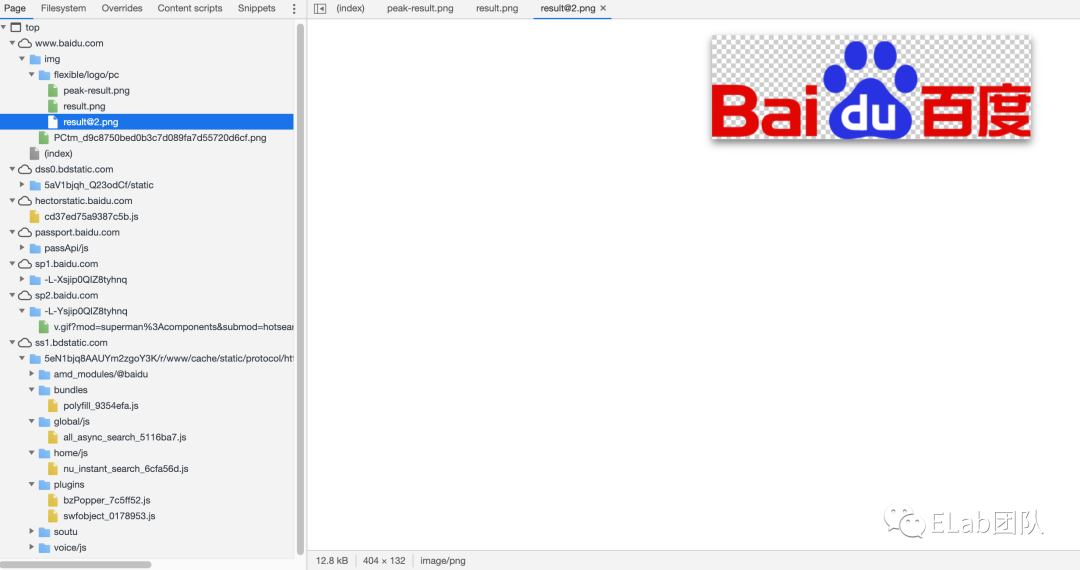 Page Filesystem Overrides Content scripts Snippets
(index) peak-result.png result.png result@2.png ×
top
www.baidu.com
img
flexible/logo/pc
peak-result.png
result.png
result@2.png
PCtm_d9c8750bed0b3c7d089fa7d55720d6cf.png
(index)
dss0.bdstatic.com
5aV1bjqh_Q23odCf/static
hectorstatic.baidu.com
cd37ed75a9387c5b.js
passport.baidu.com
passApi/js
sp1.baidu.com
-L-Xsjip0QIZ8tyhnq
sp2.baidu.com
-L-Ysjip0QIZ8tyhnq
v.gif?mod=superman%3Acomponents&submod=hotsear
ss1.bdstatic.com
5eN1bjq8AAUYm2zgoY3K/r/www/cache/static/protocol/htt
amd_modules/@baidu
bundles
polyfill_9354efa.js
global/js
all_async_search_5116ba7.js
home/js
nu_instant_search_6cfa56d.js
plugins
bzPopper_7c5ff52.js
swfobject_0178953.js
soutu
voice/js
Bai du 百度
ELab团队
12.8 kB 404 × 132 image/png